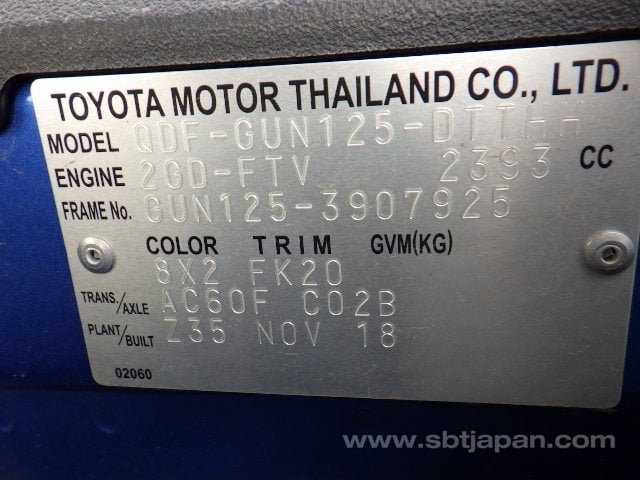 TOYOTA MOTOR THAILAND CO., LTD.
MODEL QDF-GUN125-DTTHH
ENGINE 2GD-FTV 2393 CC
FRAME No. GUN125-3907925
COLOR TRIM GVM(KG)
8X2 FK20
TRANS./AXLE AC60F C02B
PLANT/BUILT Z35 NOV 18
02060
www.sbtjapan.com